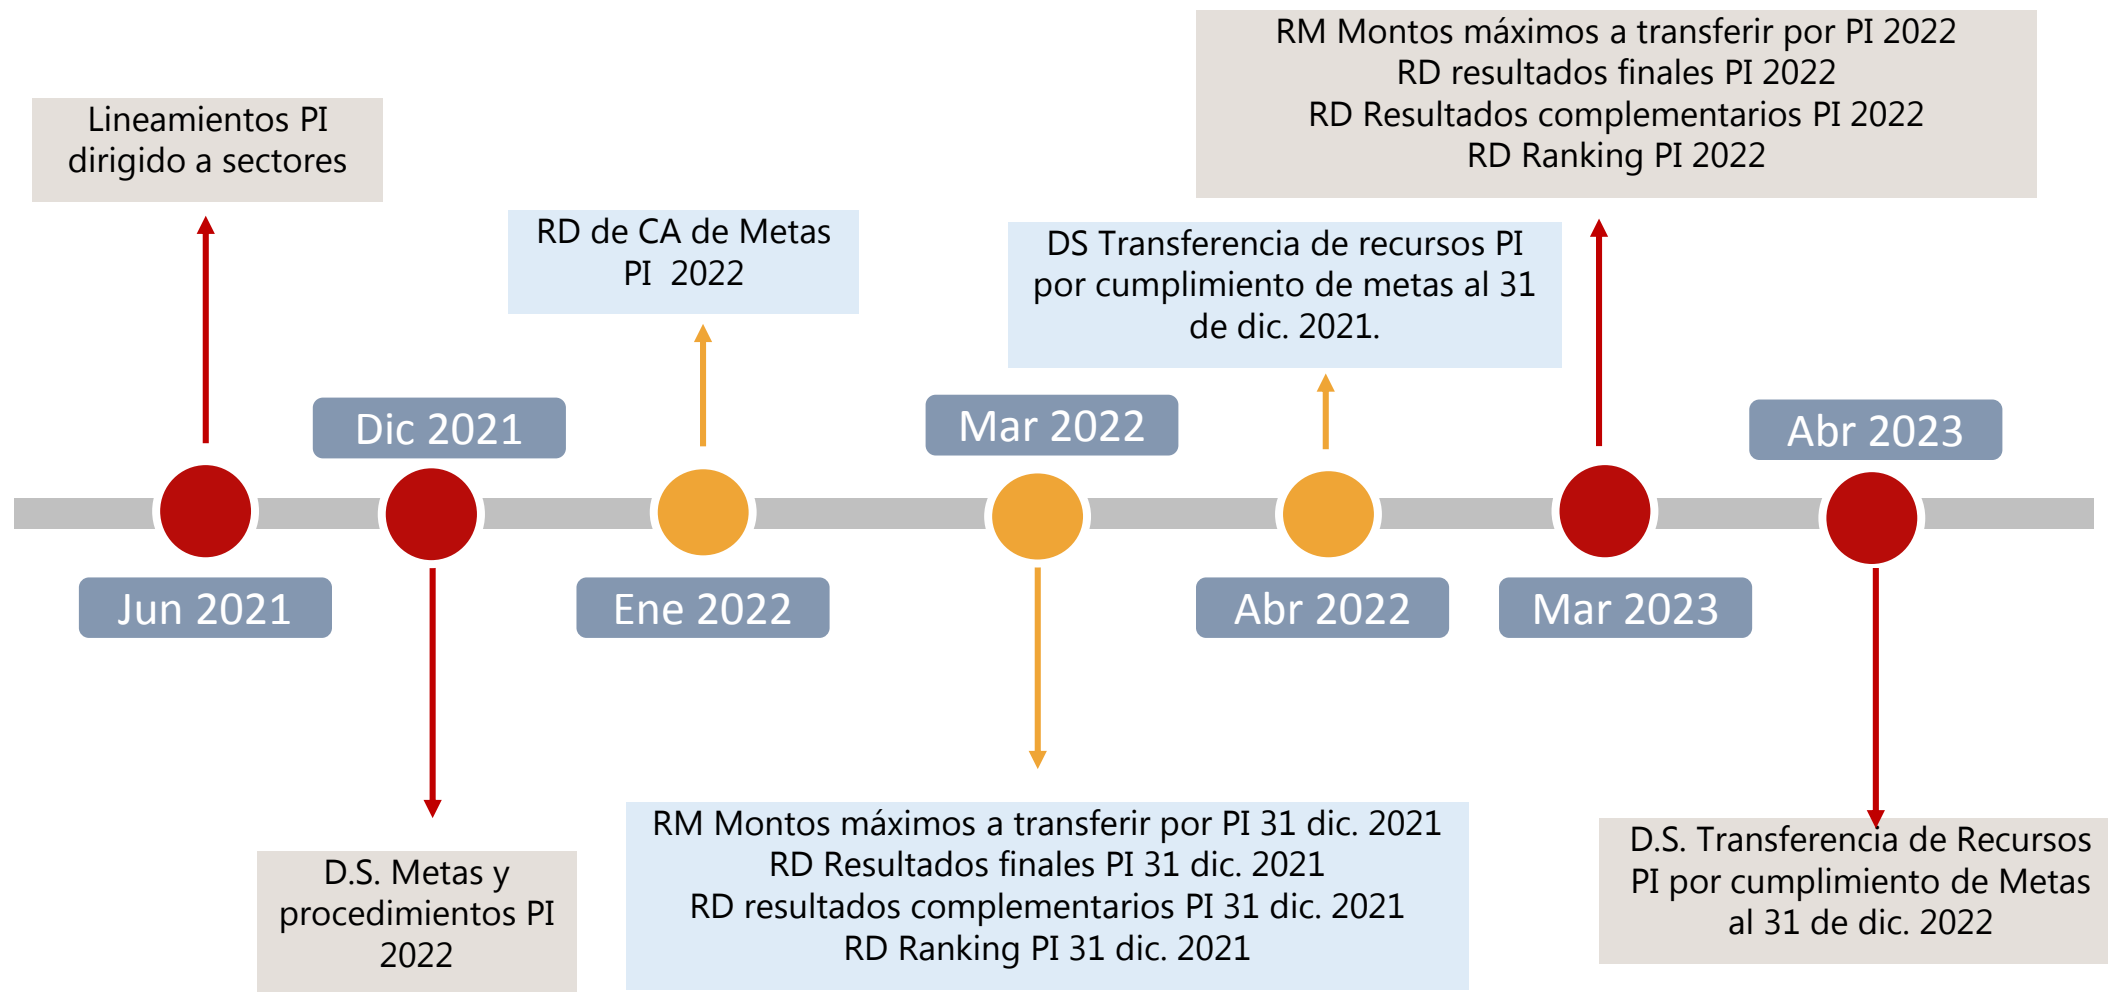 RM Montos máximos a transferir por PI 2022
RD resultados finales PI 2022
RD Resultados complementarios PI 2022
RD Ranking PI 2022
Lineamientos PI
dirigido a sectores
RD de CA de Metas
PI  2022
DS Transferencia de recursos PI
por cumplimiento de metas al 31
de dic. 2021.
Dic 2021
Mar 2022
Abr 2023
Jun 2021
Ene 2022
Abr 2022
Mar 2023
D.S. Metas y
procedimientos PI
2022
RM Montos máximos a transferir por PI 31 dic. 2021
RD Resultados finales PI 31 dic. 2021
RD resultados complementarios PI 31 dic. 2021
RD Ranking PI 31 dic. 2021
D.S. Transferencia de Recursos
PI por cumplimiento de Metas
al 31 de dic. 2022